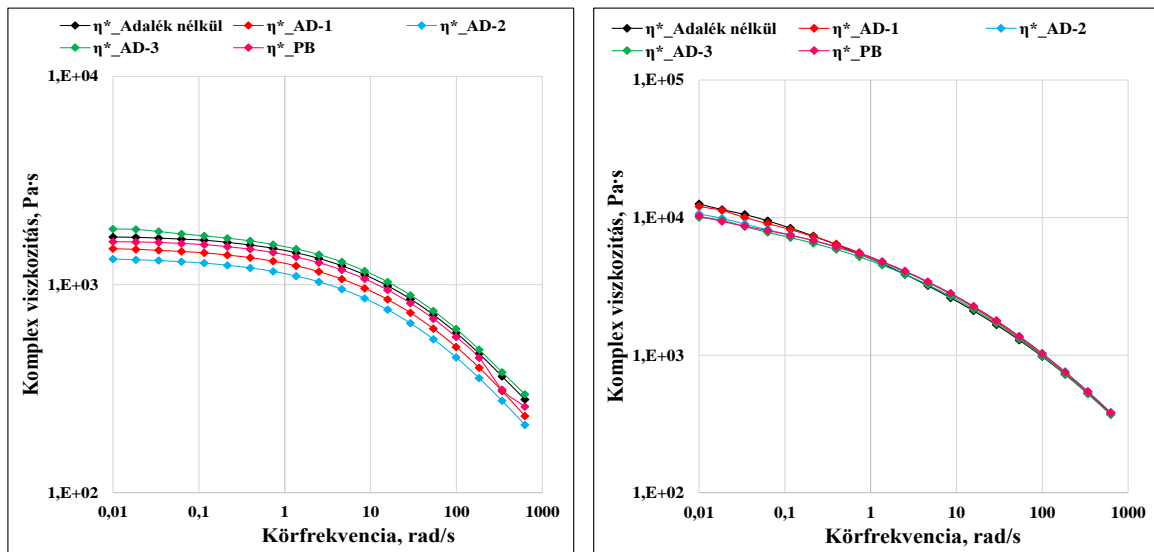 η*_Adalék nélkül η*_AD-1 η*_AD-2
η*_AD-3 η*_PB
1,E+04
1,E+03
1,E+02
Komplex viszkozitás, Pa·s
0,01 0,1 1 10 100 1000
Körfrekvencia, rad/s
η*_Adalék nélkül η*_AD-1 η*_AD-2
η*_AD-3 η*_PB
1,E+05
1,E+04
1,E+03
1,E+02
Komplex viszkozitás, Pa·s
0,01 0,1 1 10 100 1000
Körfrekvencia, rad/s